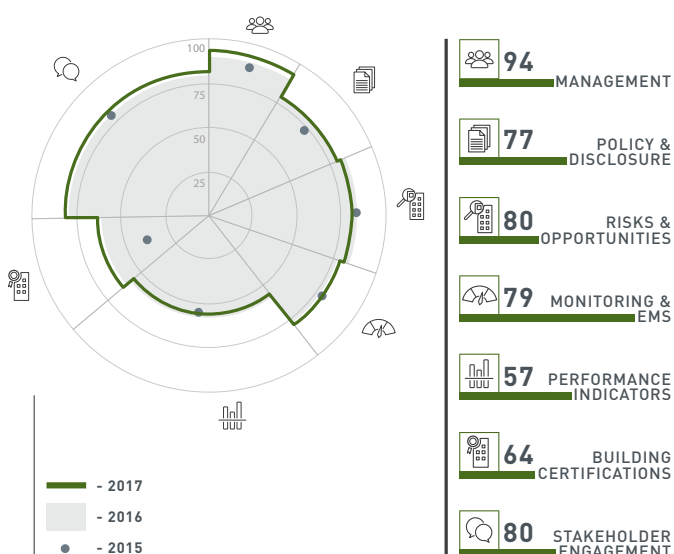 100
75
50
25
- 2017
- 2016
- 2015
94
MANAGEMENT
77
POLICY &
DISCLOSURE
80
RISKS &
OPPORTUNITIES
79
MONITORING &
EMS
57
PERFORMANCE
INDICATORS
64
BUILDING
CERTIFICATIONS
80
STAKEHOLDER
ENGAGEMENT